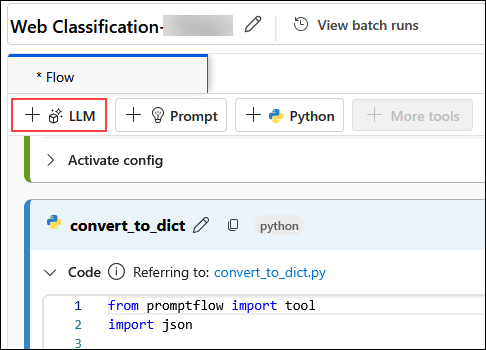 Web Classification-
View batch runs
* Flow
+ LLM + Prompt + Python + More tools
Activate config
convert_to_dict python
Code Referring to: convert_to_dict.py
1 from promptflow import tool
2 import json
3